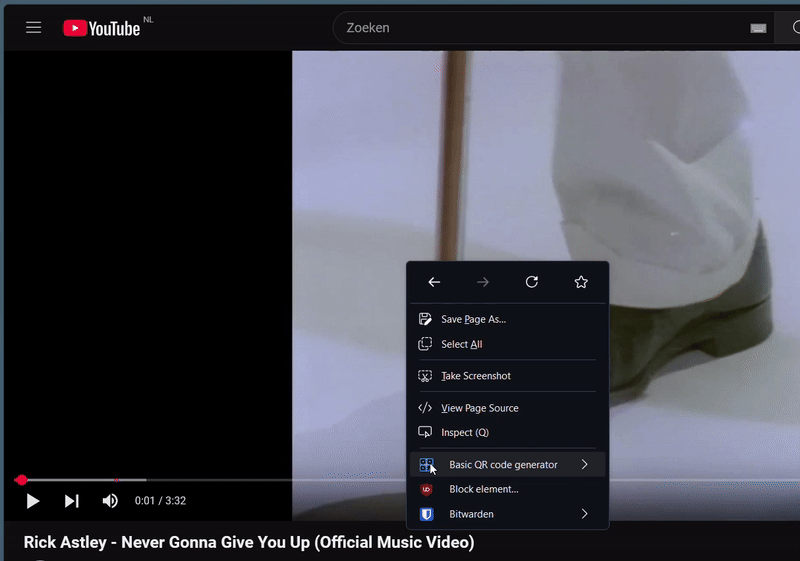 YouTube NL
Zoeken
Save Page As...
Select All
Take Screenshot
View Page Source
Inspect (Q)
Basic QR code generator
Block element...
Bitwarden
0:01 / 3:32
Rick Astley - Never Gonna Give You Up (Official Music Video)